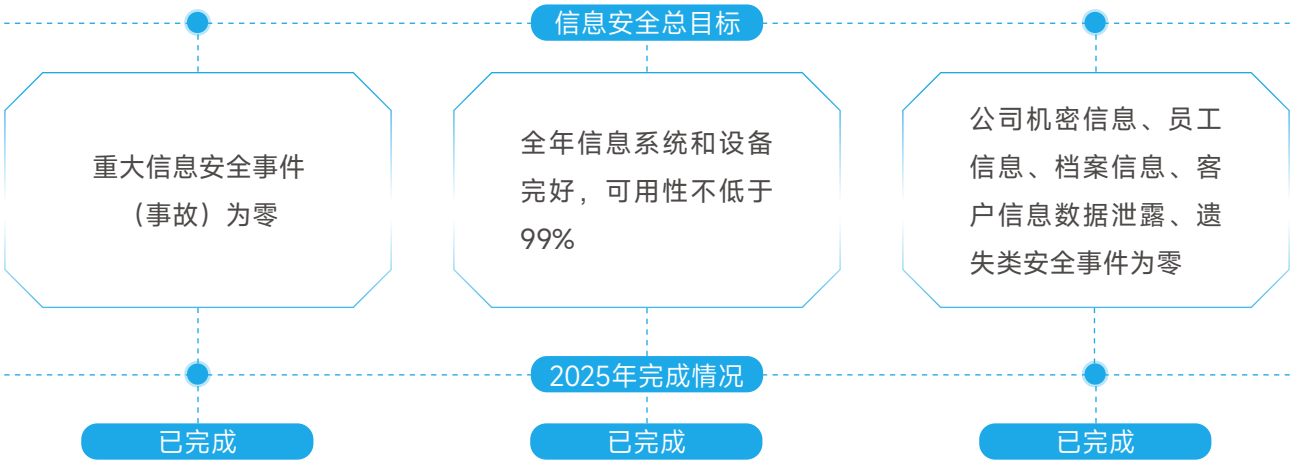 信息安全总目标
重大信息安全事件
（事故）为零
全年信息系统和设备
完好，可用性不低于
99%
公司机密信息、员工
信息、档案信息、客
户信息数据泄露、遗
失类安全事件为零
2025年完成情况
已完成
已完成
已完成